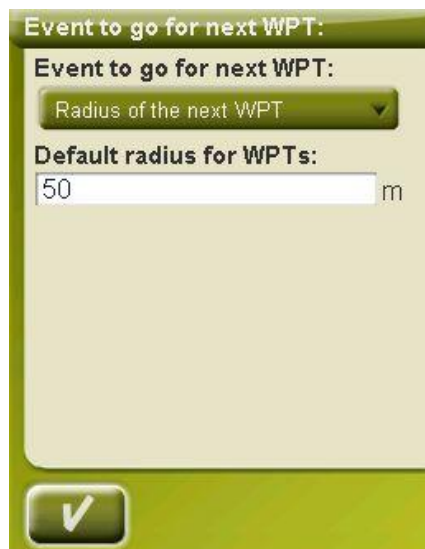 Event to go for next WPT:
Event to go for next WPT:
Radius of the next WPT
Default radius for WPTs:
50 m